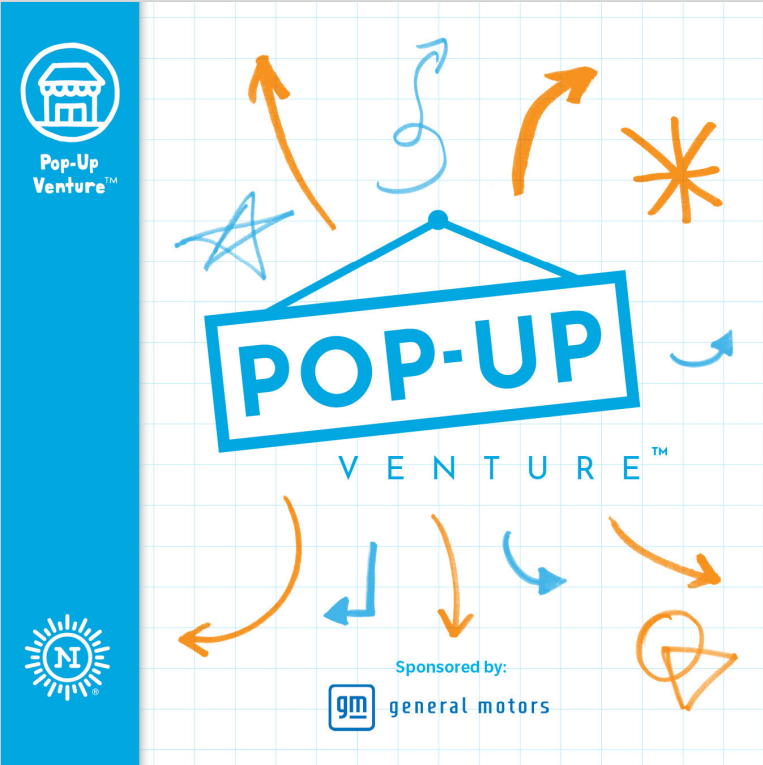 Pop-Up
Venture™
POP-UP
VENTURE™
N
®
Sponsored by:
gm general motors